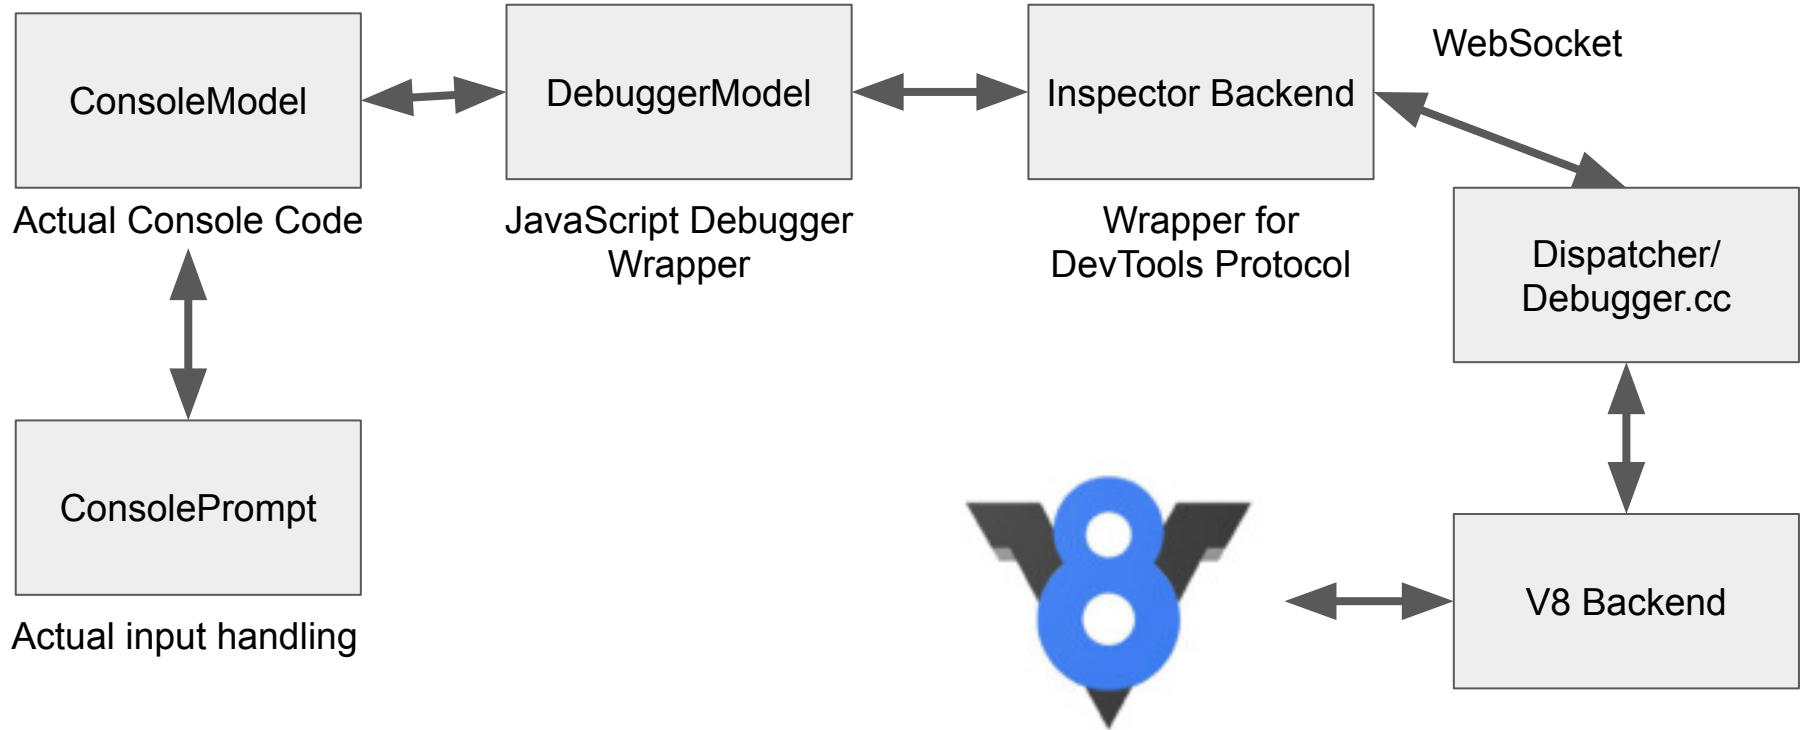 ConsoleModel
Actual Console Code
DebuggerModel
JavaScript Debugger
Wrapper
Inspector Backend
Wrapper for
DevTools Protocol
WebSocket
Dispatcher/
Debugger.cc
ConsolePrompt
Actual input handling
V8
V8 Backend